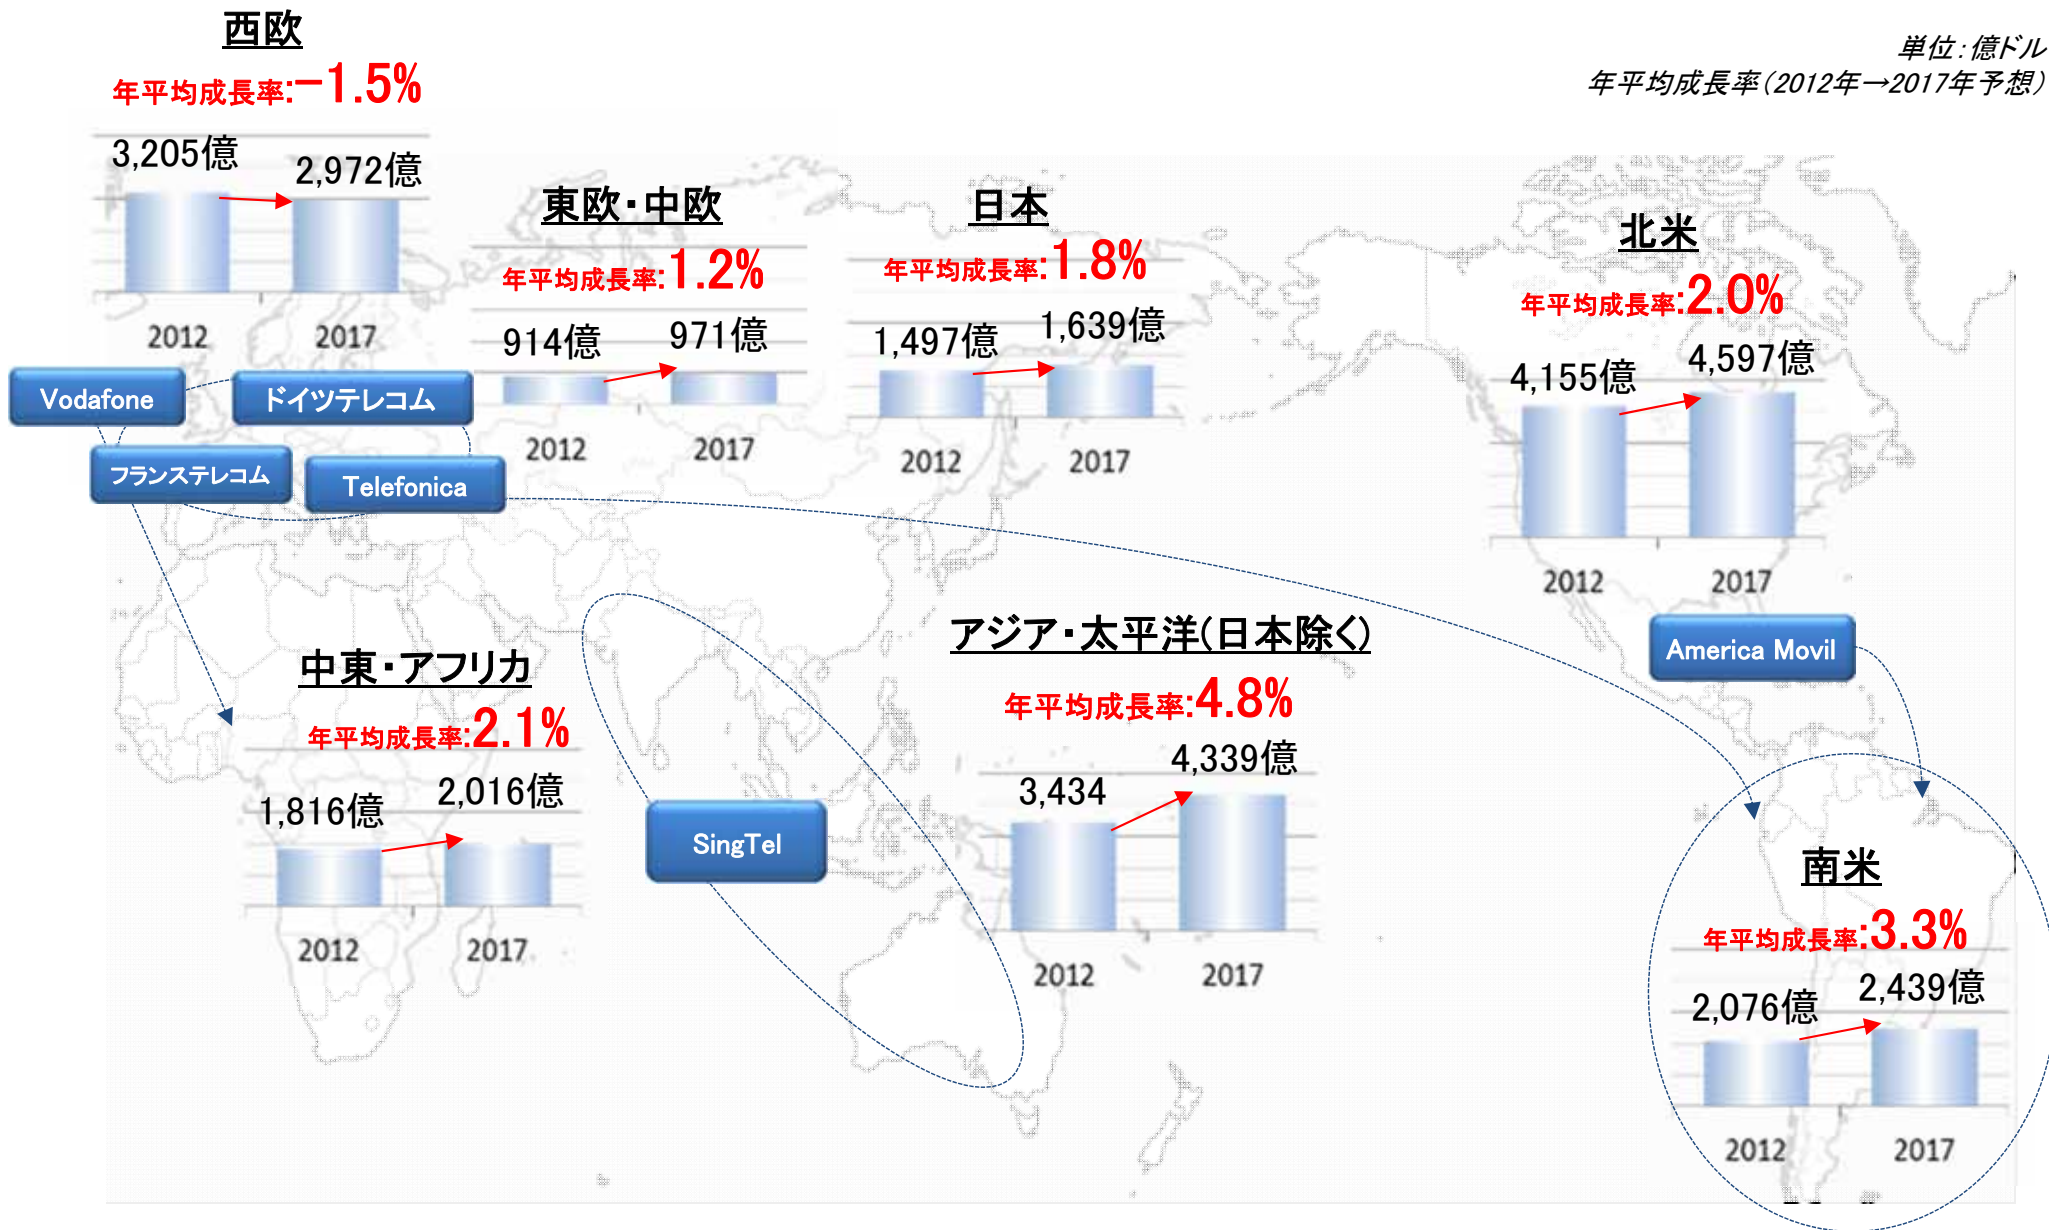 西欧
年平均成長率:−1.5%
3,205億
2,972億
2012
2017
単位:億ドル
年平均成長率(2012年→2017年予想)
東欧・中欧
年平均成長率:1.2%
914億
971億
2012
2017
日本
年平均成長率:1.8%
1,497億
1,639億
2012
2017
北米
年平均成長率:2.0%
4,155億
4,597億
2012
2017
Vodafone
ドイツテレコム
フランステレコム
Telefonica
中東・アフリカ
年平均成長率:2.1%
1,816億
2,016億
2012
2017
SingTel
アジア・太平洋(日本除く)
年平均成長率:4.8%
3,434
4,339億
2012
2017
America Movil
南米
年平均成長率:3.3%
2,076億
2,439億
2012
2017